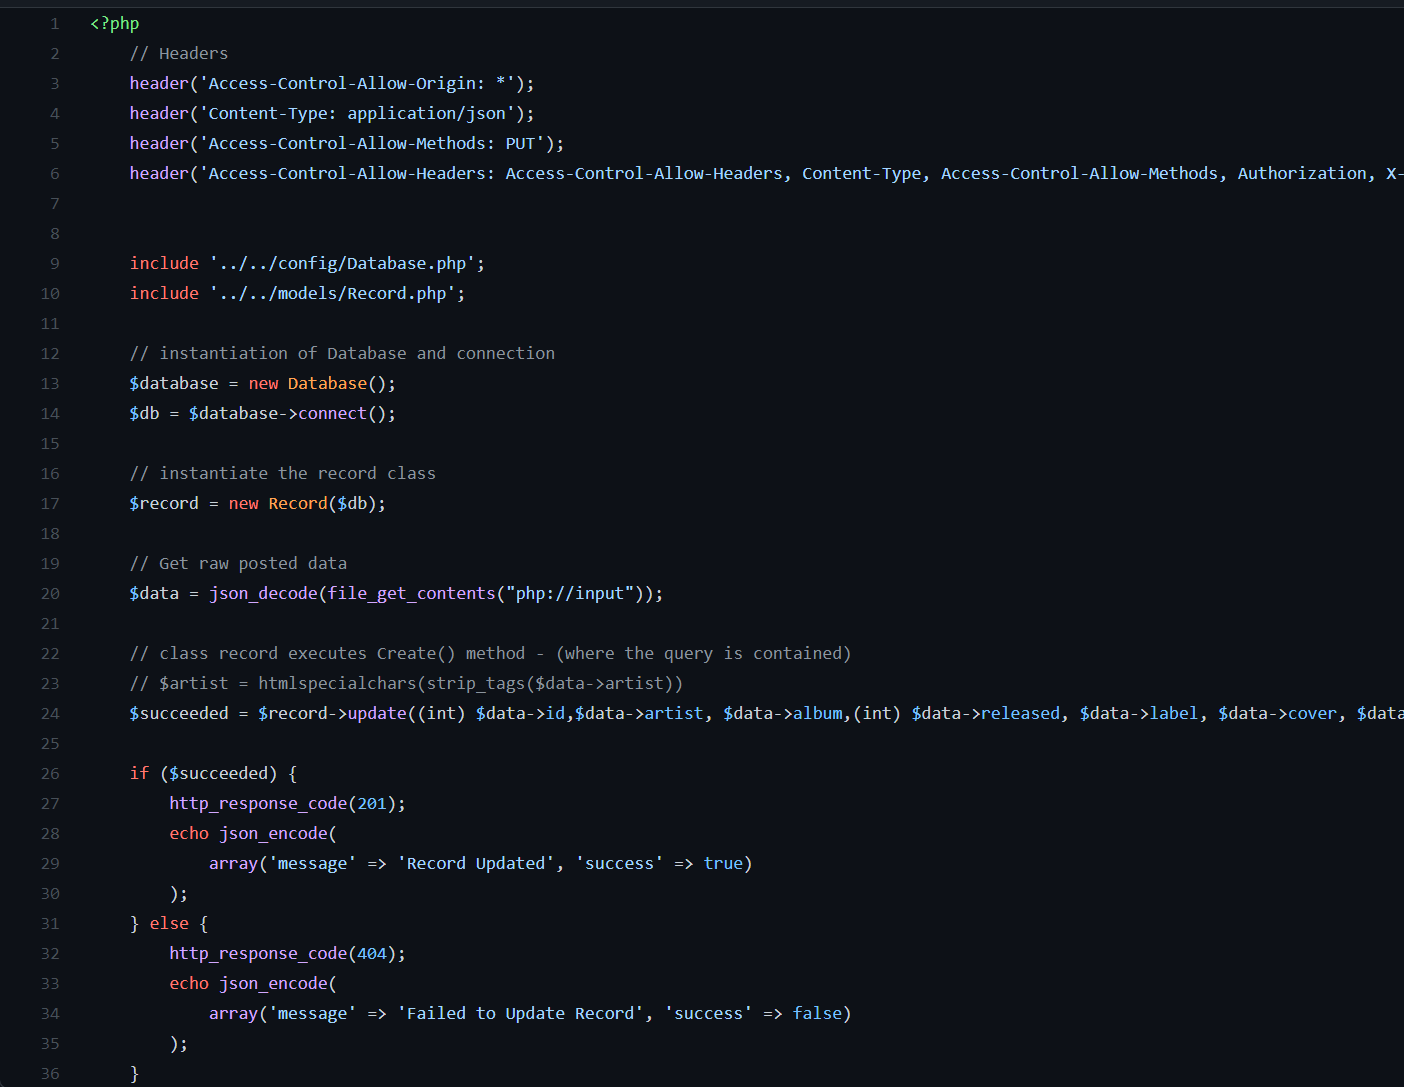 1 <?php
2 // Headers
3 header('Access-Control-Allow-Origin: *');
4 header('Content-Type: application/json');
5 header('Access-Control-Allow-Methods: PUT');
6 header('Access-Control-Allow-Headers: Access-Control-Allow-Headers, Content-Type, Access-Control-Allow-Methods, Authorization, X-
7
8
9 include '../../config/Database.php';
10 include '../../models/Record.php';
11
12 // instantiation of Database and connection
13 $database = new Database();
14 $db = $database->connect();
15
16 // instantiate the record class
17 $record = new Record($db);
18
19 // Get raw posted data
20 $data = json_decode(file_get_contents("php://input"));
21
22 // class record executes Create() method - (where the query is contained)
23 // $artist = htmlspecialchars(strip_tags($data->artist))
24 $succeeded = $record->update((int) $data->id,$data->artist, $data->album,(int) $data->released, $data->label, $data->cover, $data
25
26 if ($succeeded) {
27 http_response_code(201);
28 echo json_encode(
29 array('message' => 'Record Updated', 'success' => true)
30 );
31 } else {
32 http_response_code(404);
33 echo json_encode(
34 array('message' => 'Failed to Update Record', 'success' => false)
35 );
36 }